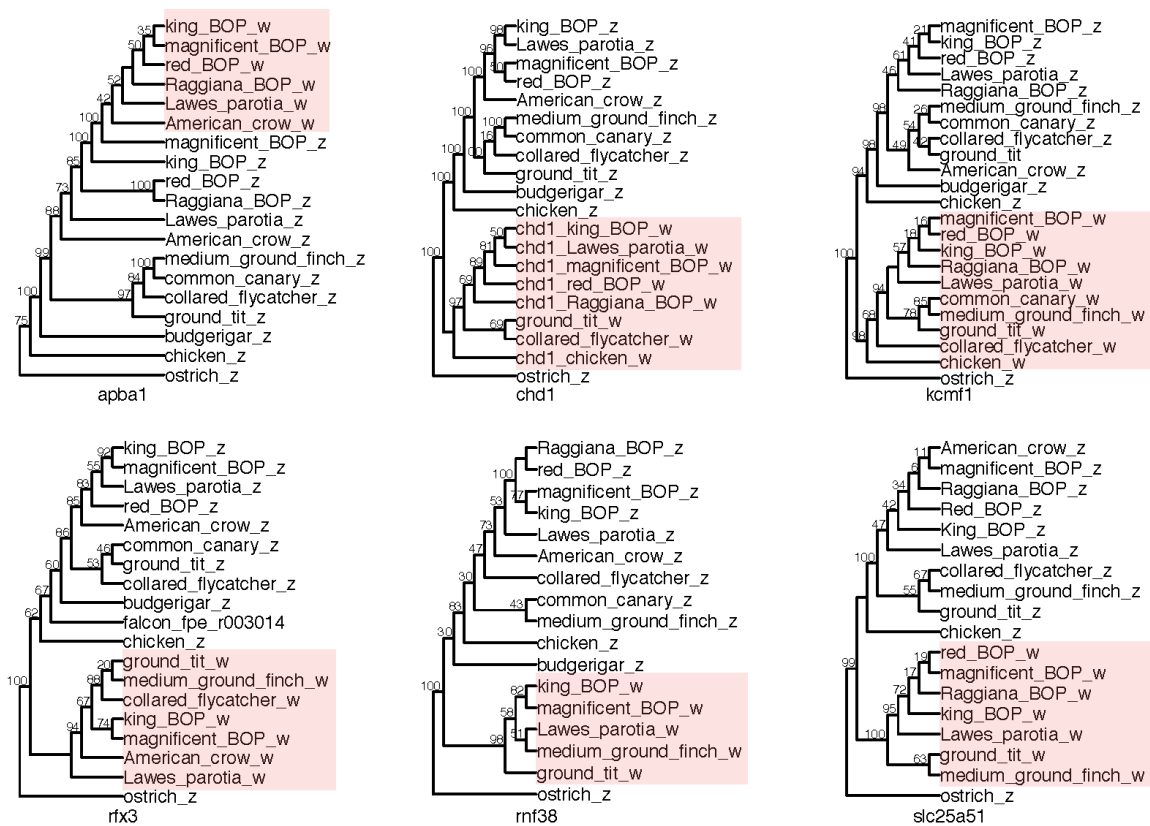 king_BOP_w
35
magnificent_BOP_w
50
red_BOP_w
52
Raggiana_BOP_w
42
Lawes_parotia_w
100
American_crow_w
100
magnificent_BOP_z
85
king_BOP_z
73
red_BOP_z
100
Raggiana_BOP_z
88
Lawes_parotia_z
99
American_crow_z
100
medium_ground_finch_z
84
common_canary_z
97
collared_flycatcher_z
100
ground_tit_z
75
budgerigar_z
chicken_z
ostrich_z
apba1
king_BOP_z
98
Lawes_parotia_z
96
magnificent_BOP_z
red_BOP_z
100
American_crow_z
medium_ground_finch_z
100
common_canary_z
16
collared_flycatcher_z
100
ground_tit_z
budgerigar_z
100
chicken_z
chd1_king_BOP_w
50
chd1_Lawes_parotia_w
81
chd1_magnificent_BOP_w
89
chd1_red_BOP_w
69
chd1_Raggiana_BOP_w
97
ground_tit_w
69
collared_flycatcher_w
chd1_chicken_w
100
ostrich_z
chd1
magnificent_BOP_z
21
king_BOP_z
41
red_BOP_z
61
Lawes_parotia_z
46
Raggiana_BOP_z
98
medium_ground_finch_z
26
common_canary_z
54
collared_flycatcher_z
42
ground_tit
49
American_crow_z
98
budgerigar_z
94
chicken_z
magnificent_BOP_w
16
red_BOP_w
18
king_BOP_w
57
Raggiana_BOP_w
94
Lawes_parotia_w
common_canary_w
85
medium_ground_finch_w
78
ground_tit_w
68
collared_flycatcher_w
98
chicken_w
100
ostrich_z
kcmf1
king_BOP_z
92
magnificent_BOP_z
55
Lawes_parotia_z
83
red_BOP_z
85
American_crow_z
86
common_canary_z
46
ground_tit_z
53
collared_flycatcher_z
60
budgerigar_z
67
falcon_fpe_r003014
62
chicken_z
ground_tit_w
20
medium_ground_finch_w
88
collared_flycatcher_w
67
king_BOP_w
74
magnificent_BOP_w
94
American_crow_w
Lawes_parotia_w
100
ostrich_z
rfx3
Raggiana_BOP_z
red_BOP_z
100
magnificent_BOP_z
77
king_BOP_z
53
Lawes_parotia_z
73
American_crow_z
47
collared_flycatcher_z
30
common_canary_z
43
medium_ground_finch_z
83
chicken_z
30
budgerigar_z
king_BOP_w
82
magnificent_BOP_w
58
Lawes_parotia_w
51
medium_ground_finch_w
98
ground_tit_w
100
ostrich_z
rnf38
American_crow_z
11
magnificent_BOP_z
6
Raggiana_BOP_z
34
Red_BOP_z
42
King_BOP_z
47
Lawes_parotia_z
100
collared_flycatcher_z
67
medium_ground_finch_z
55
ground_tit_z
chicken_z
red_BOP_w
19
magnificent_BOP_w
17
Raggiana_BOP_w
72
king_BOP_w
95
Lawes_parotia_w
100
ground_tit_w
63
medium_ground_finch_w
99
ostrich_z
slc25a51